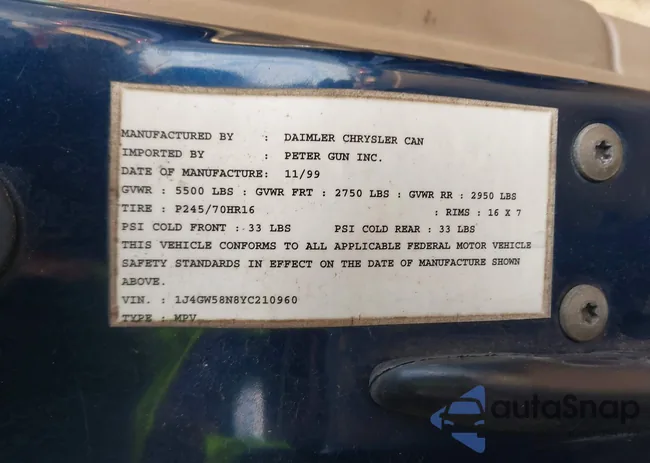 MANUFACTURED BY : DAIMLER CHRYSLER CAN
IMPORTED BY : PETER GUN INC.
DATE OF MANUFACTURE: 11/99
GVWR : 5500 LBS : GVWR FRT : 2750 LBS : GVWR RR : 2950 LBS
TIRE : P245/70HR16 : RIMS : 16 X 7
PSI COLD FRONT : 33 LBS PSI COLD REAR : 33 LBS
THIS VEHICLE CONFORMS TO ALL APPLICABLE FEDERAL MOTOR VEHICLE
SAFETY STANDARDS IN EFFECT ON THE DATE OF MANUFACTURE SHOWN
ABOVE.
VIN. : 1J4GW58N8YC210960
TYPE : MPV
autoSnap